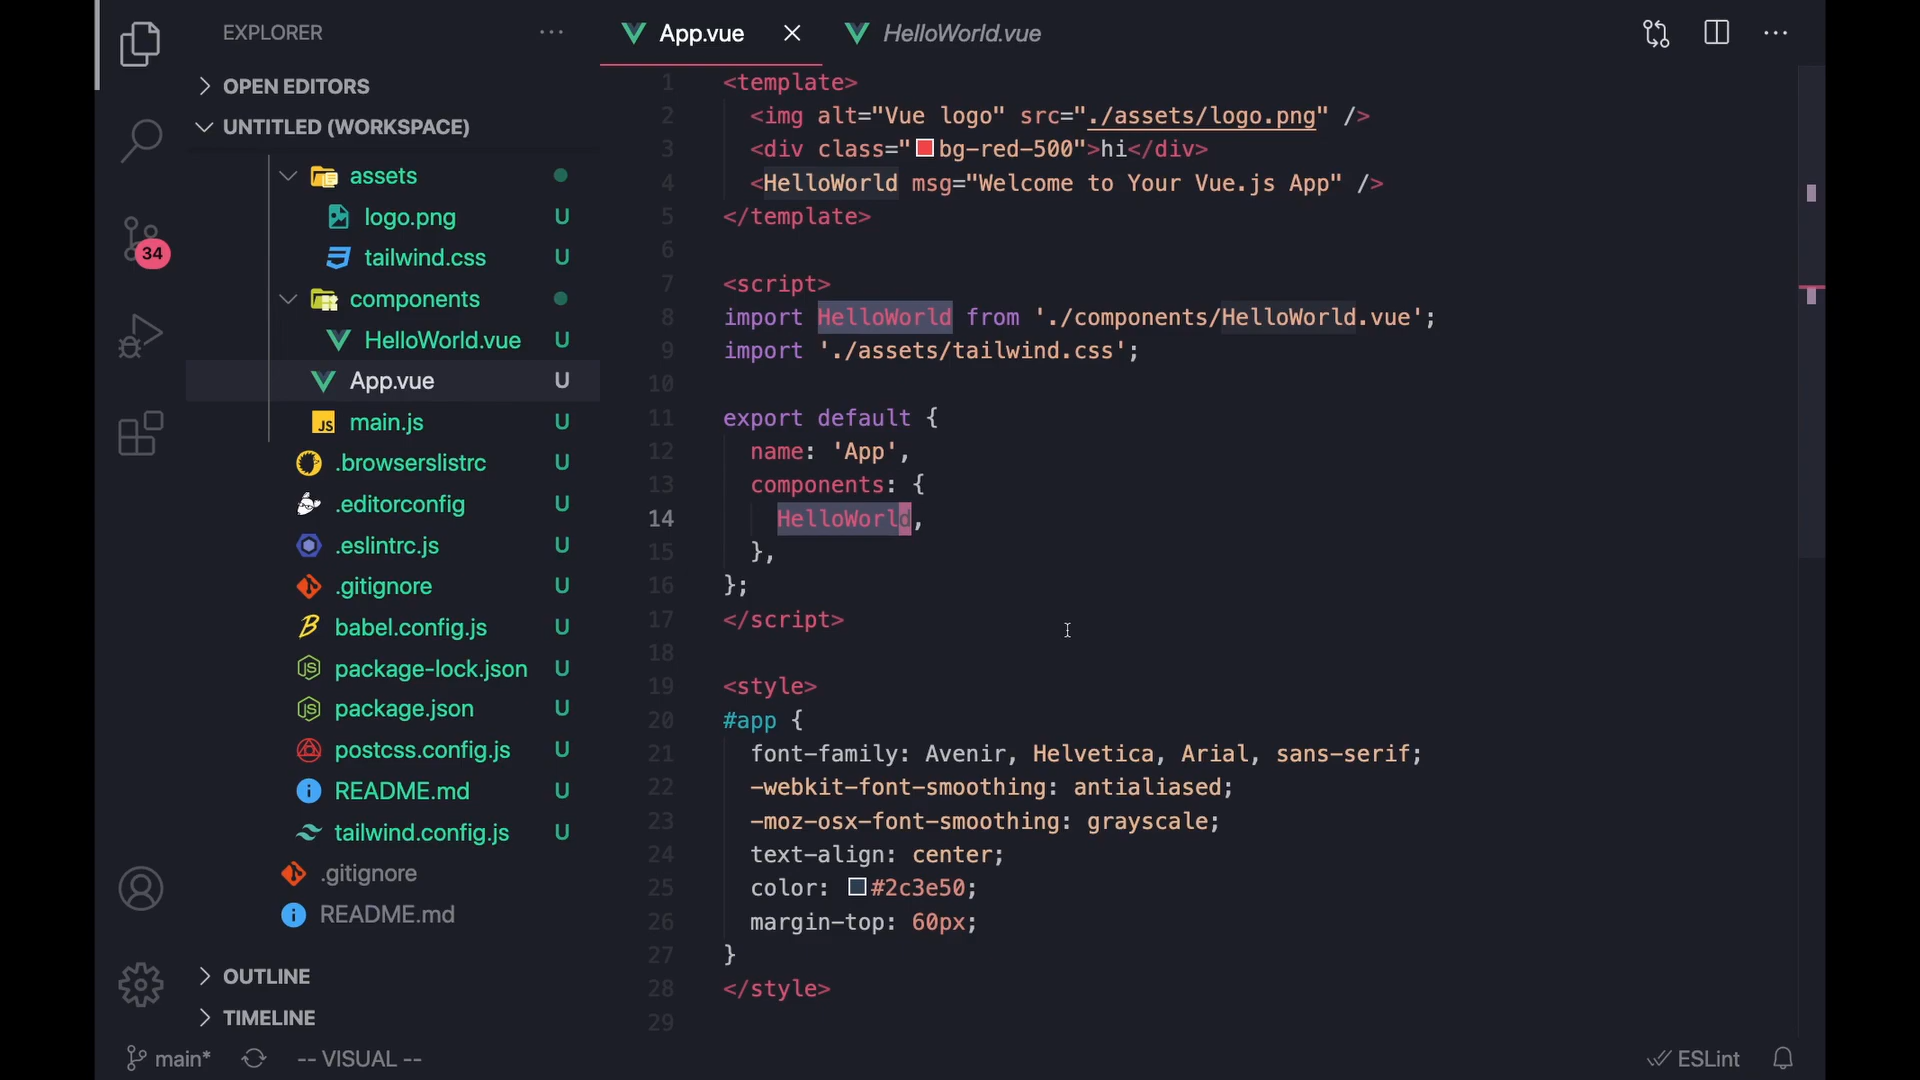 EXPLORER
OPEN EDITORS
UNTITLED (WORKSPACE)
assets
logo.png U
tailwind.css U
components
HelloWorld.vue U
App.vue U
JS main.js U
.browserslistrc U
.editorconfig U
.eslintrc.js U
.gitignore U
babel.config.js U
package-lock.json U
package.json U
postcss.config.js U
README.md U
tailwind.config.js U
.gitignore
README.md
OUTLINE
TIMELINE
34
App.vue
HelloWorld.vue
1 <template>
2 <img alt="Vue logo" src="./assets/logo.png" />
3 <div class="bg-red-500">hi</div>
4 <HelloWorld msg="Welcome to Your Vue.js App" />
5 </template>
6
7 <script>
8 import HelloWorld from './components/HelloWorld.vue';
9 import './assets/tailwind.css';
10
11 export default {
12 name: 'App',
13 components: {
14 HelloWorld,
15 },
16 };
17 </script>
18
19 <style>
20 #app {
21 font-family: Avenir, Helvetica, Arial, sans-serif;
22 -webkit-font-smoothing: antialiased;
23 -moz-osx-font-smoothing: grayscale;
24 text-align: center;
25 color: #2c3e50;
26 margin-top: 60px;
27 }
28 </style>
29
main* -- VISUAL -- ESLint